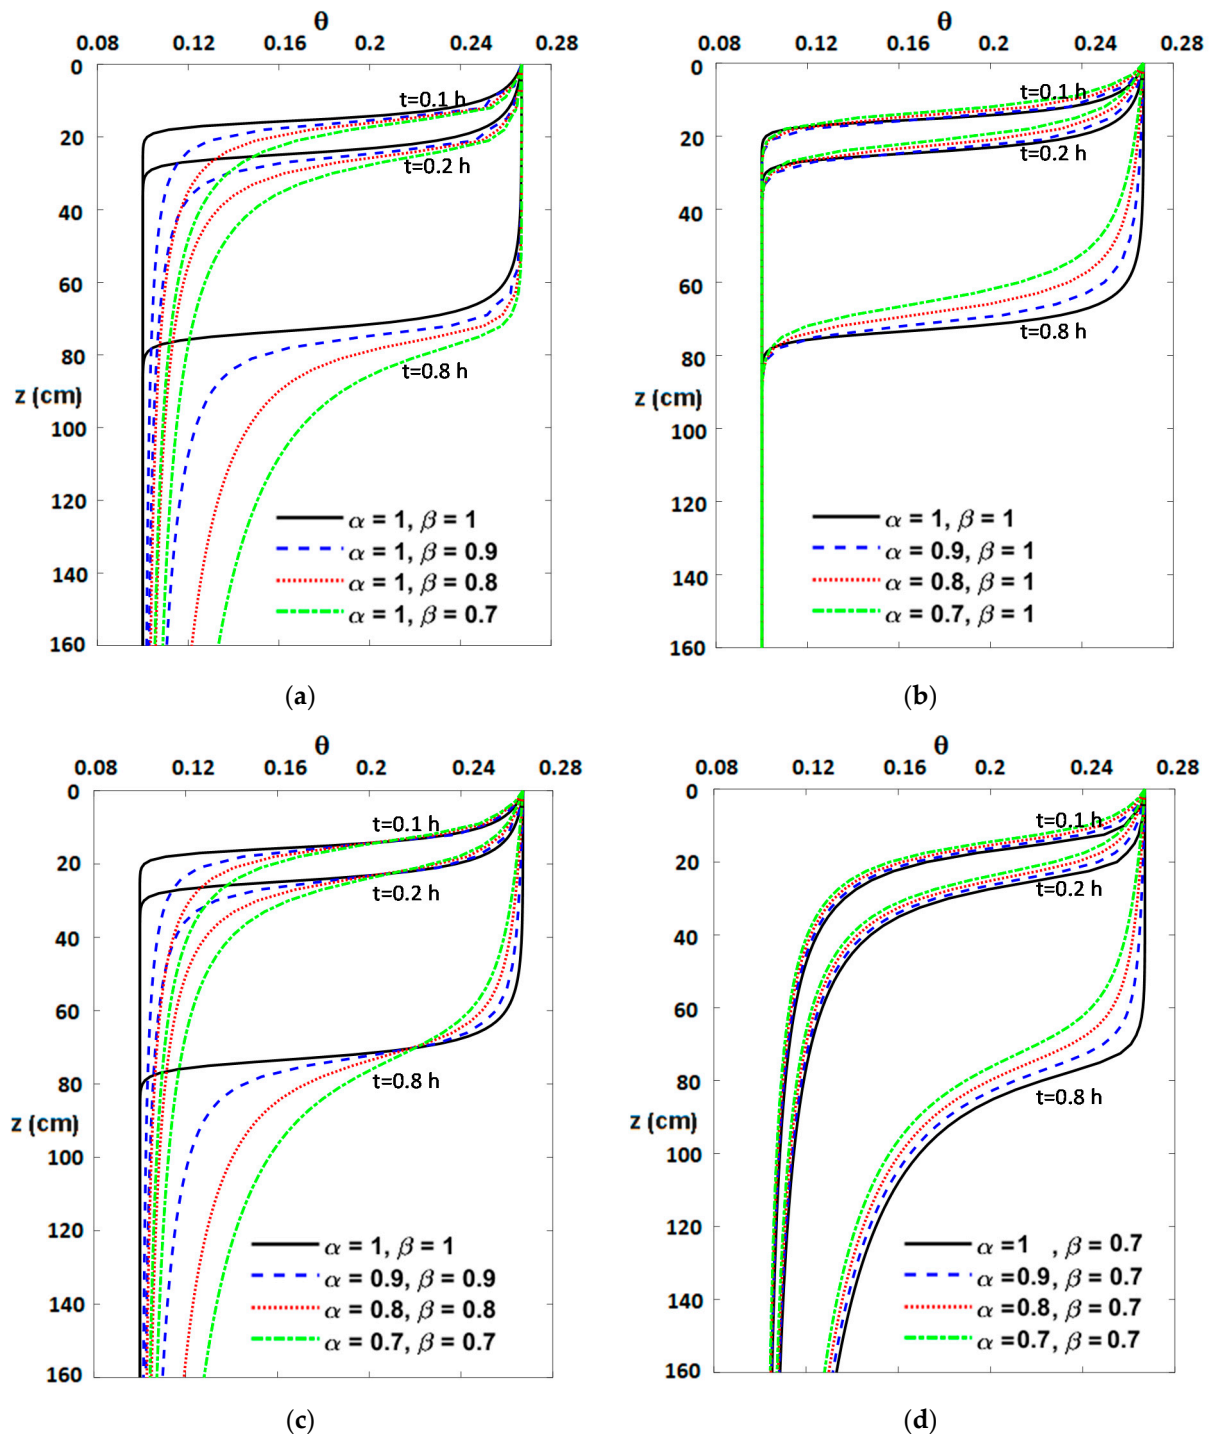 θ
0.08 0.12 0.16 0.2 0.24 0.28
0
20
40
60
80
z (cm)
100
120
140
160
t=0.1 h
t=0.2 h
t=0.8 h
α = 1, β = 1
α = 1, β = 0.9
α = 1, β = 0.8
α = 1, β = 0.7
(a)
θ
0.08 0.12 0.16 0.2 0.24 0.28
0
20
40
60
80
z (cm)
100
120
140
160
t=0.1 h
t=0.2 h
t=0.8 h
α = 1, β = 1
α = 0.9, β = 1
α = 0.8, β = 1
α = 0.7, β = 1
(b)
θ
0.08 0.12 0.16 0.2 0.24 0.28
0
20
40
60
80
z (cm)
100
120
140
160
t=0.1 h
t=0.2 h
t=0.8 h
α = 1, β = 1
α = 0.9, β = 0.9
α = 0.8, β = 0.8
α = 0.7, β = 0.7
(c)
θ
0.08 0.12 0.16 0.2 0.24 0.28
0
20
40
60
80
z (cm)
100
120
140
160
t=0.1 h
t=0.2 h
t=0.8 h
α =1 , β = 0.7
α =0.9, β = 0.7
α =0.8, β = 0.7
α =0.7, β = 0.7
(d)